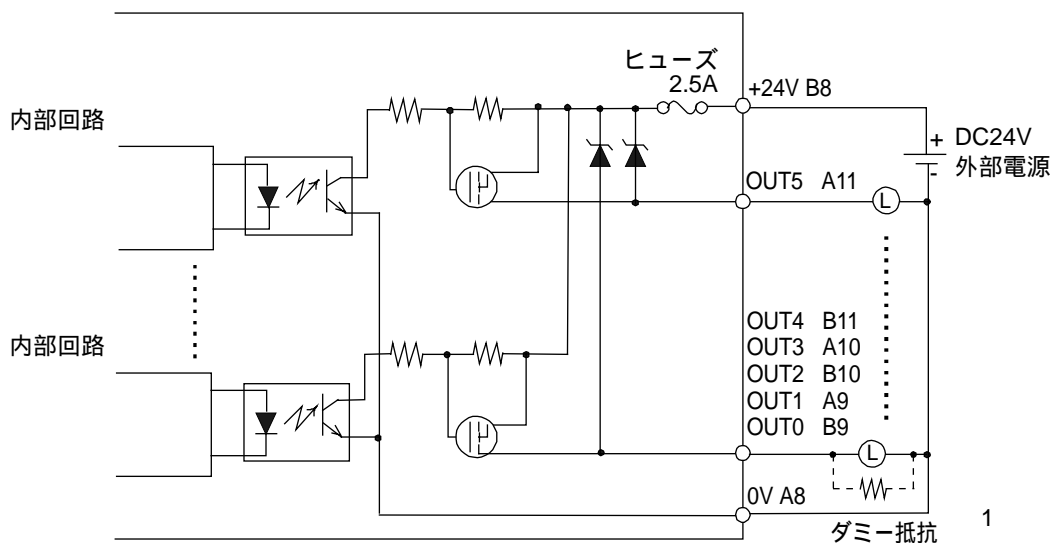 ヒューズ
2.5A
+24V B8
内部回路
+ DC24V
- 外部電源
OUT5 A11
L
内部回路
OUT4 B11
OUT3 A10
OUT2 B10
OUT1 A9
OUT0 B9
L
0V A8
ダミー抵抗 1